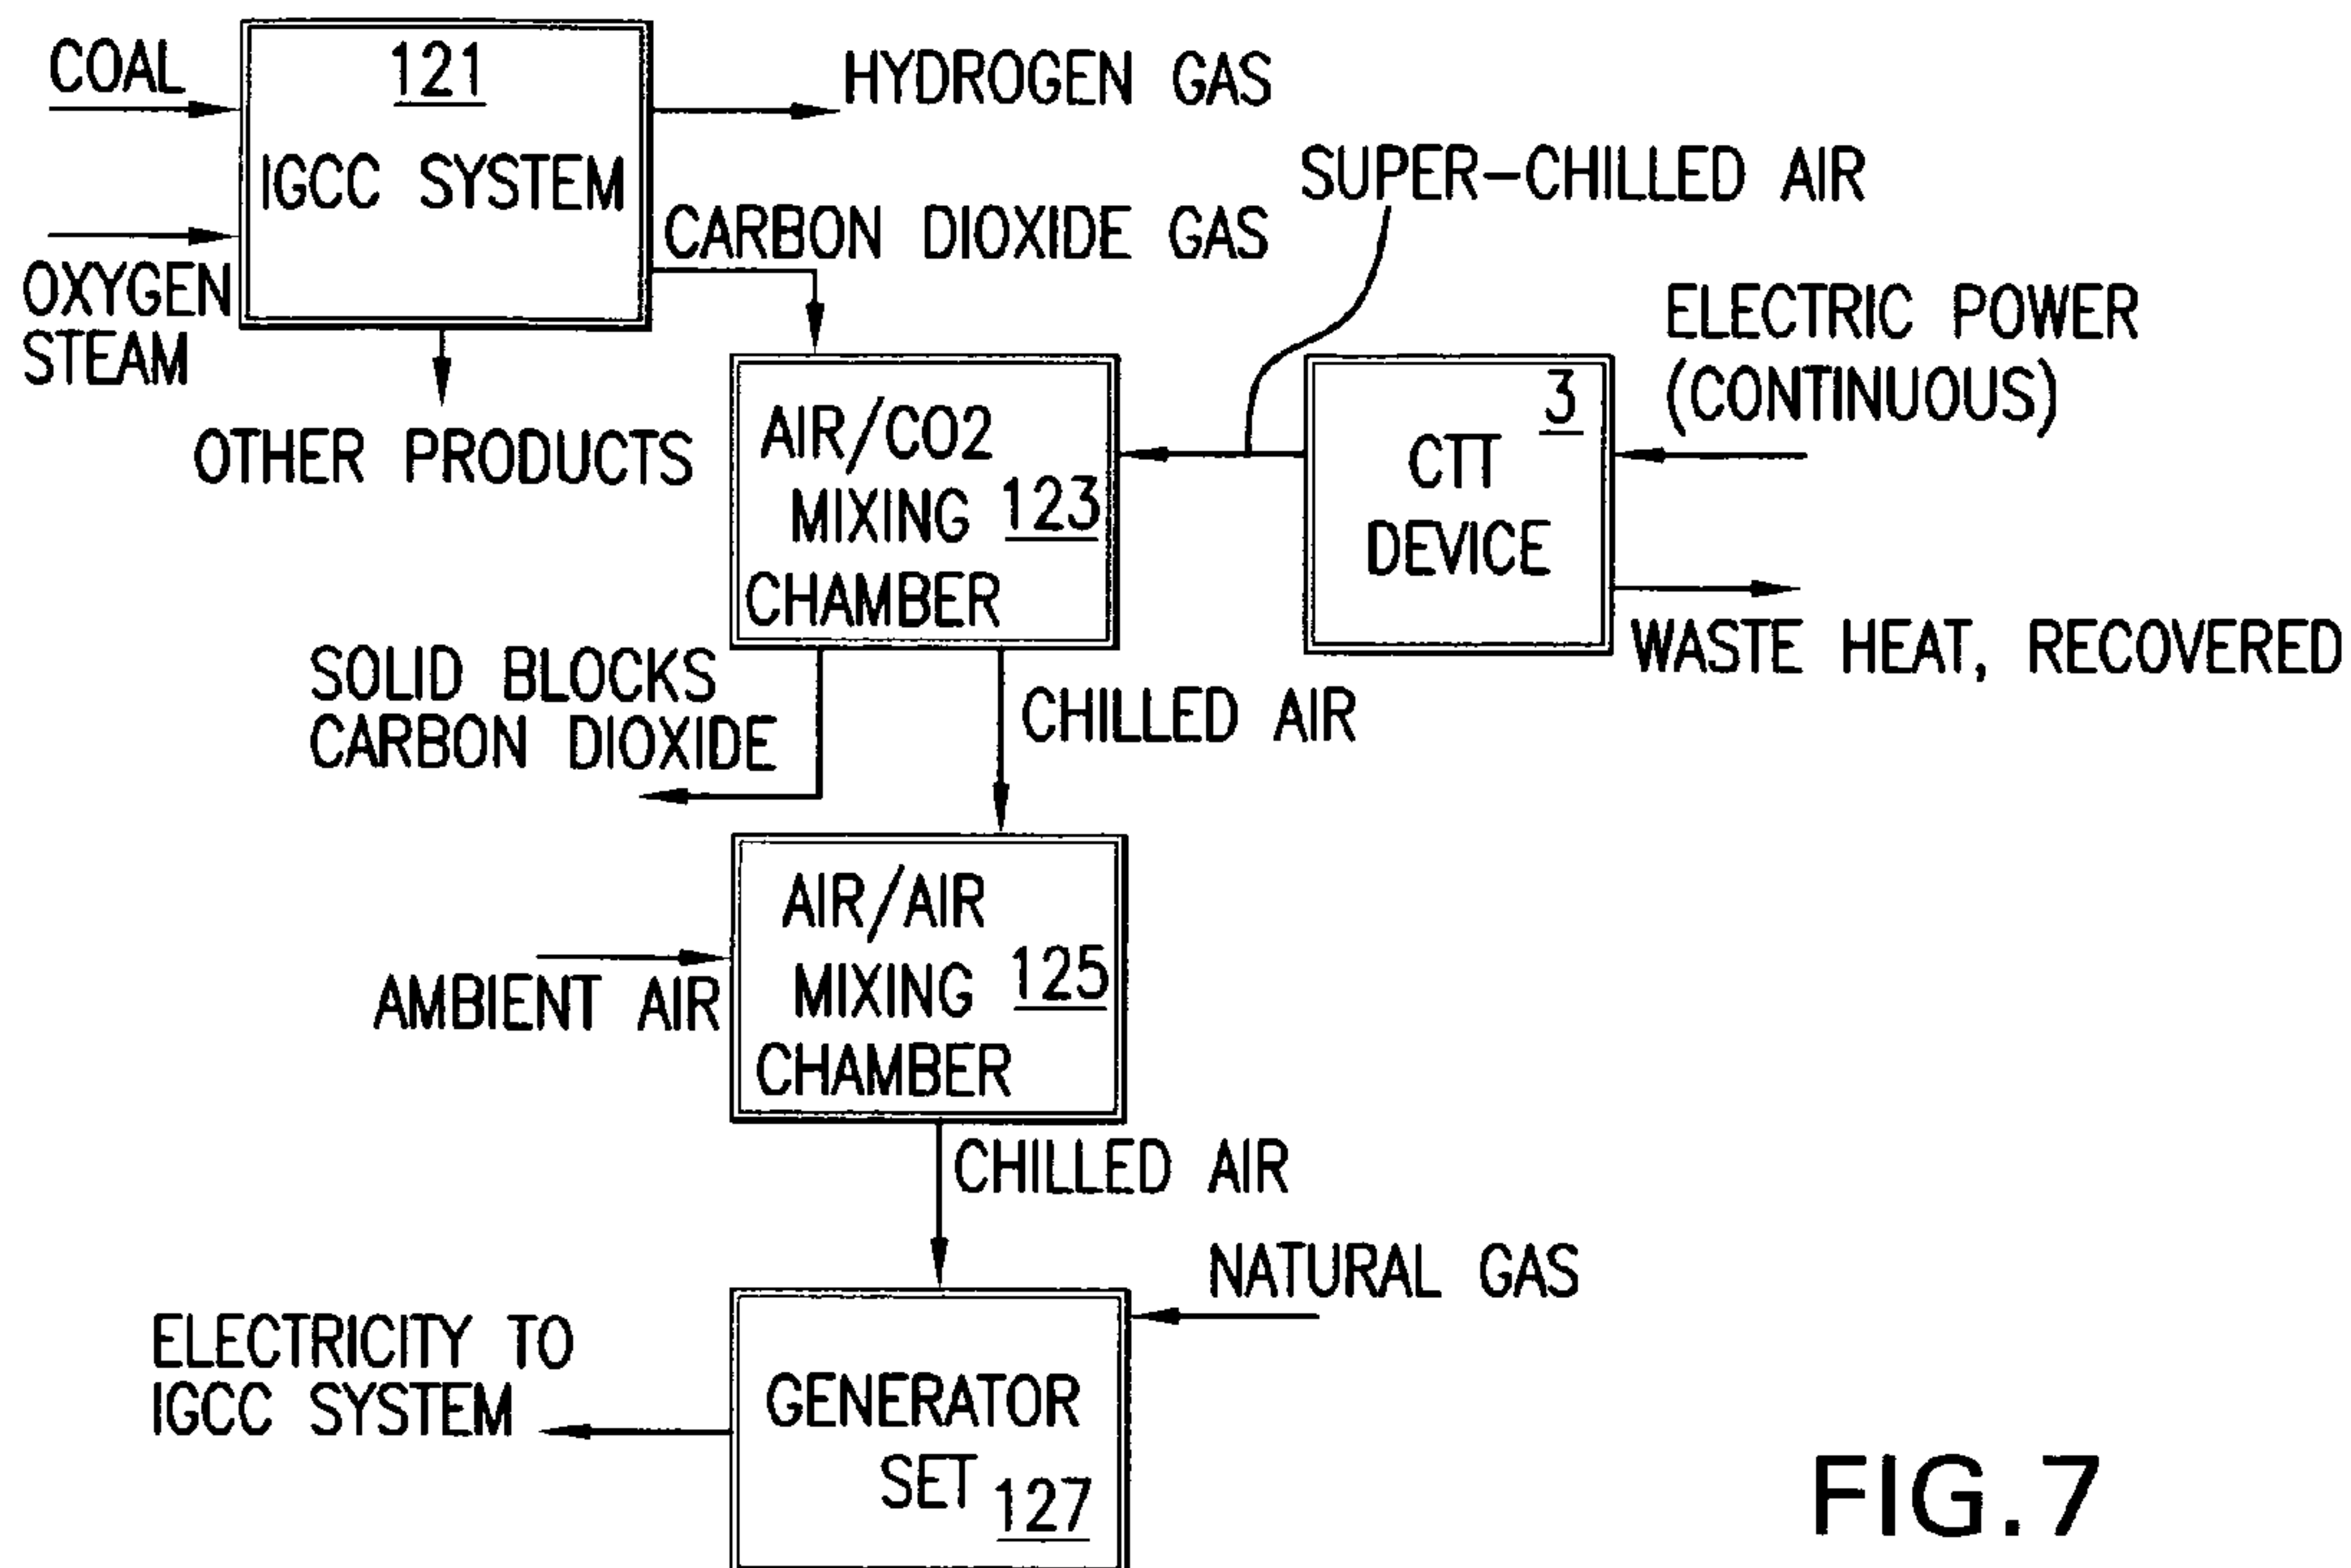 COAL
121
IGCC SYSTEM
OXYGEN
STEAM
HYDROGEN GAS
CARBON DIOXIDE GAS
OTHER PRODUCTS
SUPER-CHILLED AIR
ELECTRIC POWER
(CONTINUOUS)
3
CTT
DEVICE
WASTE HEAT, RECOVERED
AIR/CO2
MIXING 123
CHAMBER
SOLID BLOCKS
CARBON DIOXIDE
CHILLED AIR
AIR/AIR
MIXING 125
CHAMBER
AMBIENT AIR
CHILLED AIR
NATURAL GAS
GENERATOR
SET 127
ELECTRICITY TO
IGCC SYSTEM
FIG.7